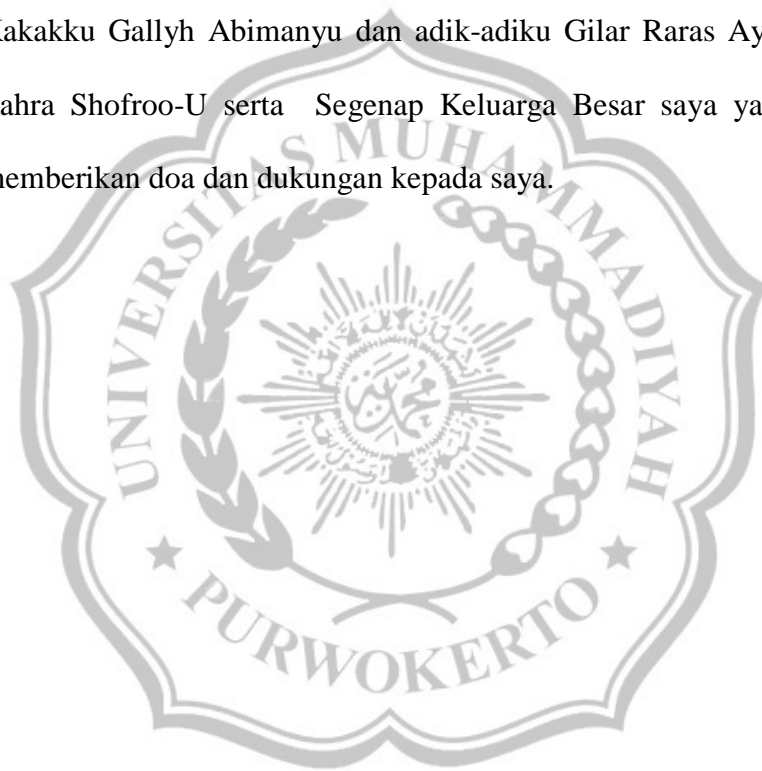 Kakakku Gallyh Abimanyu dan adik-adiku Gilar Raras Ay
ahra Shofroo-U serta Segenap Keluarga Besar saya ya
memberikan doa dan dukungan kepada saya.
UNIVERSITAS MUHAMMADIYAH
PURWOKERTO